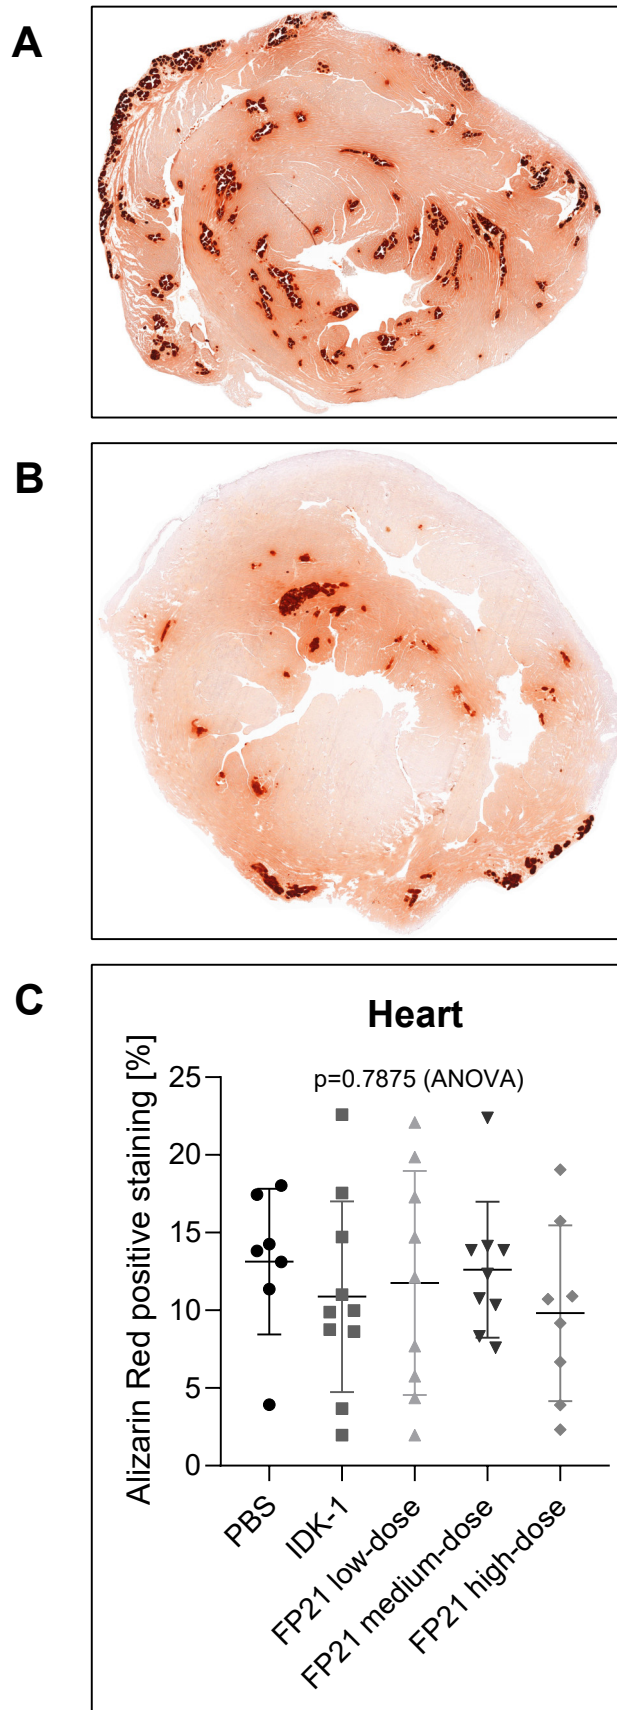 A
B
C
Heart
p=0.7875 (ANOVA)
Alizarin Red positive staining [%]
25
20
15
10
5
0
PBS
IDK-1
FP21 low-dose
FP21 medium-dose
FP21 high-dose